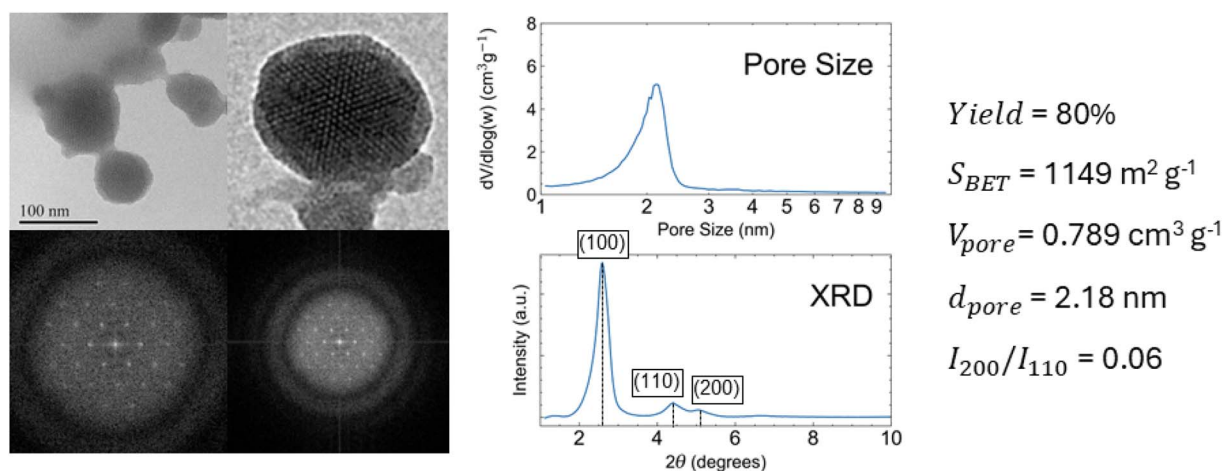 100 nm
8
6
4
2
0
dV/dlog(w) (cm³g⁻¹)
Pore Size
1 2 3 4 5 6 7 8 9
Pore Size (nm)
(100)
XRD
(110)
(200)
Intensity (a.u.)
2 4 6 8 10
2θ (degrees)
Yield = 80%
S_BET = 1149 m² g⁻¹
V_pore = 0.789 cm³ g⁻¹
d_pore = 2.18 nm
I₂₀₀/I₁₁₀ = 0.06